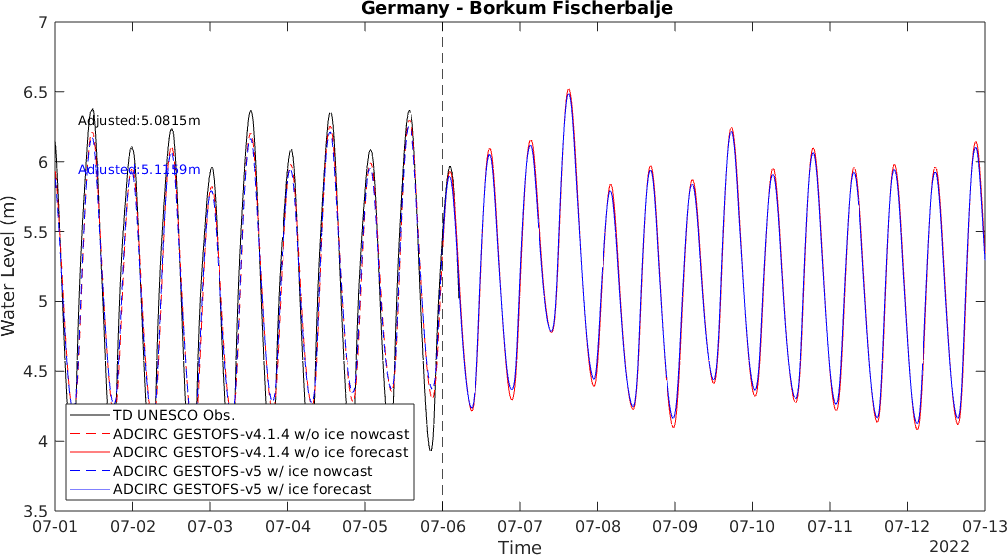 Germany - Borkum Fischerbalje
7
6.5
6
5.5
5
4.5
4
3.5
Water Level (m)
Adjusted:5.0815m
Adjusted:5.1159m
TD UNESCO Obs.
ADCIRC GESTOFS-v4.1.4 w/o ice nowcast
ADCIRC GESTOFS-v4.1.4 w/o ice forecast
ADCIRC GESTOFS-v5 w/ ice nowcast
ADCIRC GESTOFS-v5 w/ ice forecast
07-01 07-02 07-03 07-04 07-05 07-06 07-07 07-08 07-09 07-10 07-11 07-12 07-13
Time
2022